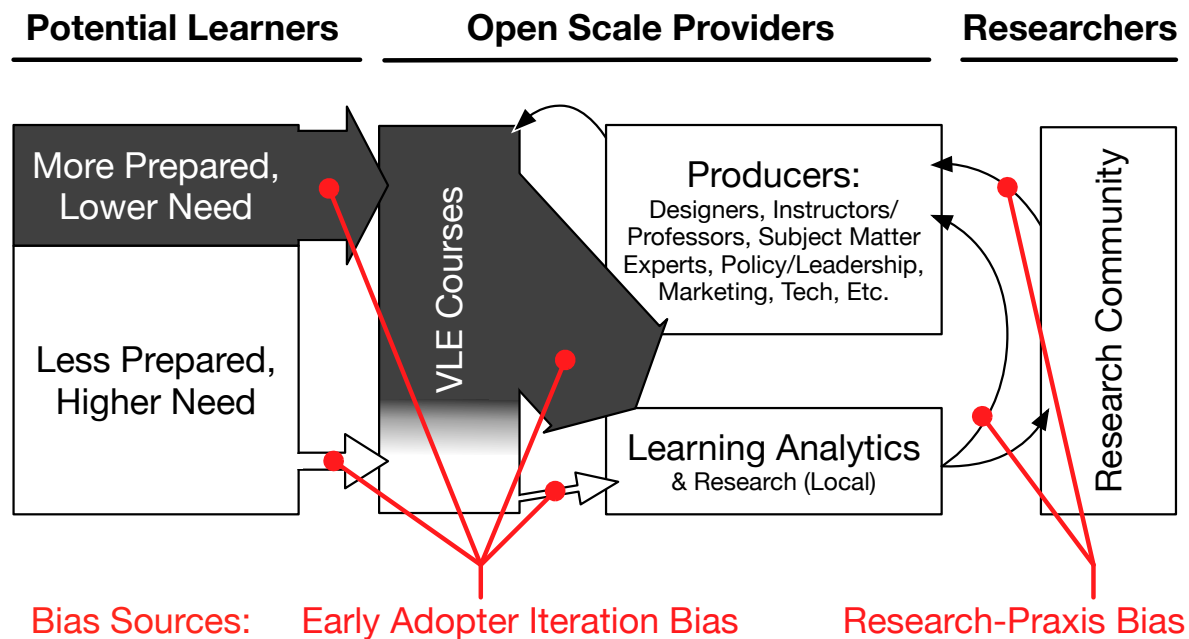 Potential Learners
Open Scale Providers
Researchers
More Prepared,
Lower Need
Less Prepared,
Higher Need
VLE Courses
Producers:
Designers, Instructors/
Professors, Subject Matter
Experts, Policy/Leadership,
Marketing, Tech, Etc.
Learning Analytics
& Research (Local)
Research Community
Bias Sources:
Early Adopter Iteration Bias
Research-Praxis Bias